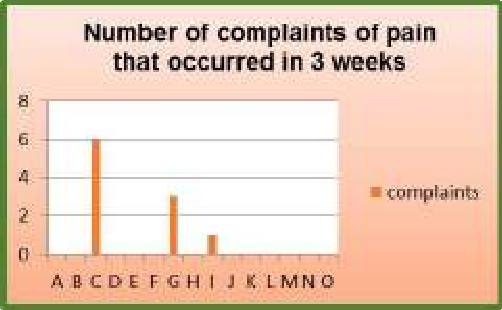 Number of complaints of pain
that occurred in 3 weeks
8
6
4
2
0
A B C D E F G H I J K L M N O
complaints